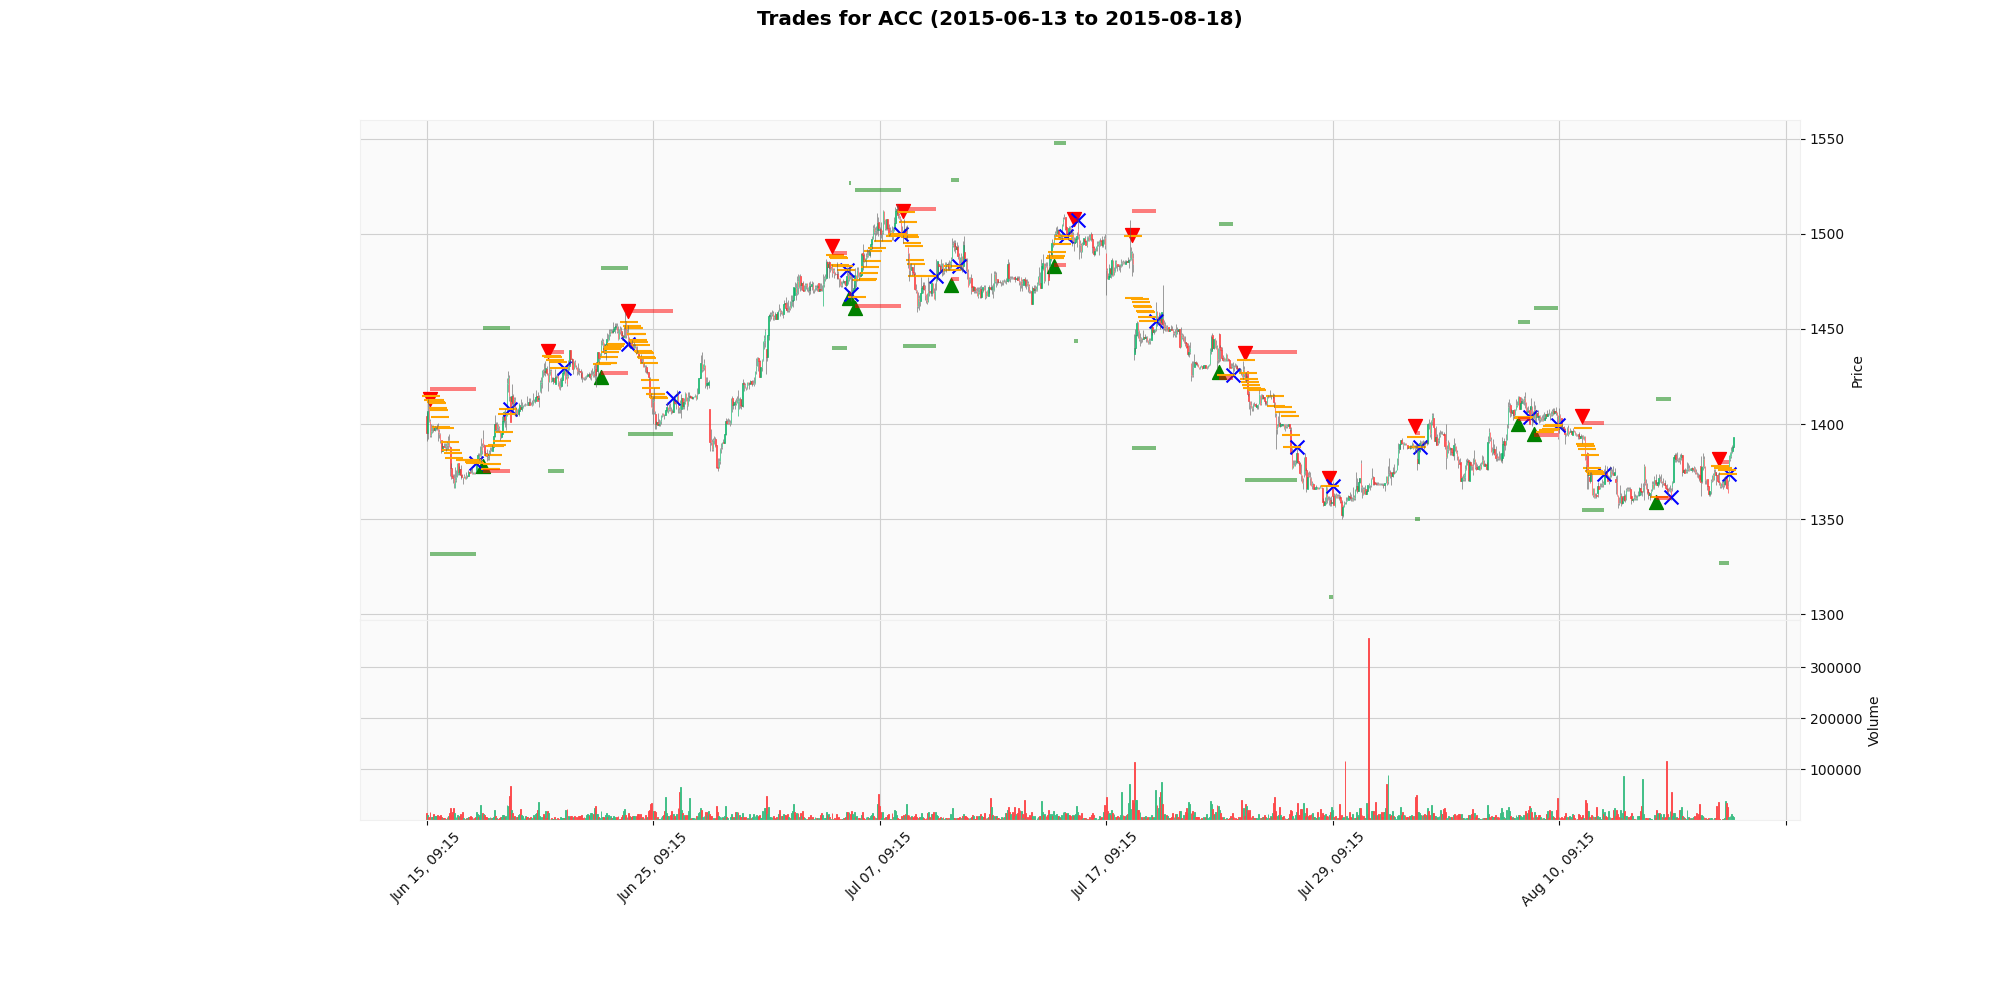 Trades for ACC (2015-06-13 to 2015-08-18)
1550
1500
1450
1400
1350
1300
Price
300000
200000
100000
Volume
Jun 15, 09:15
Jun 25, 09:15
Jul 07, 09:15
Jul 17, 09:15
Jul 29, 09:15
Aug 10, 09:15